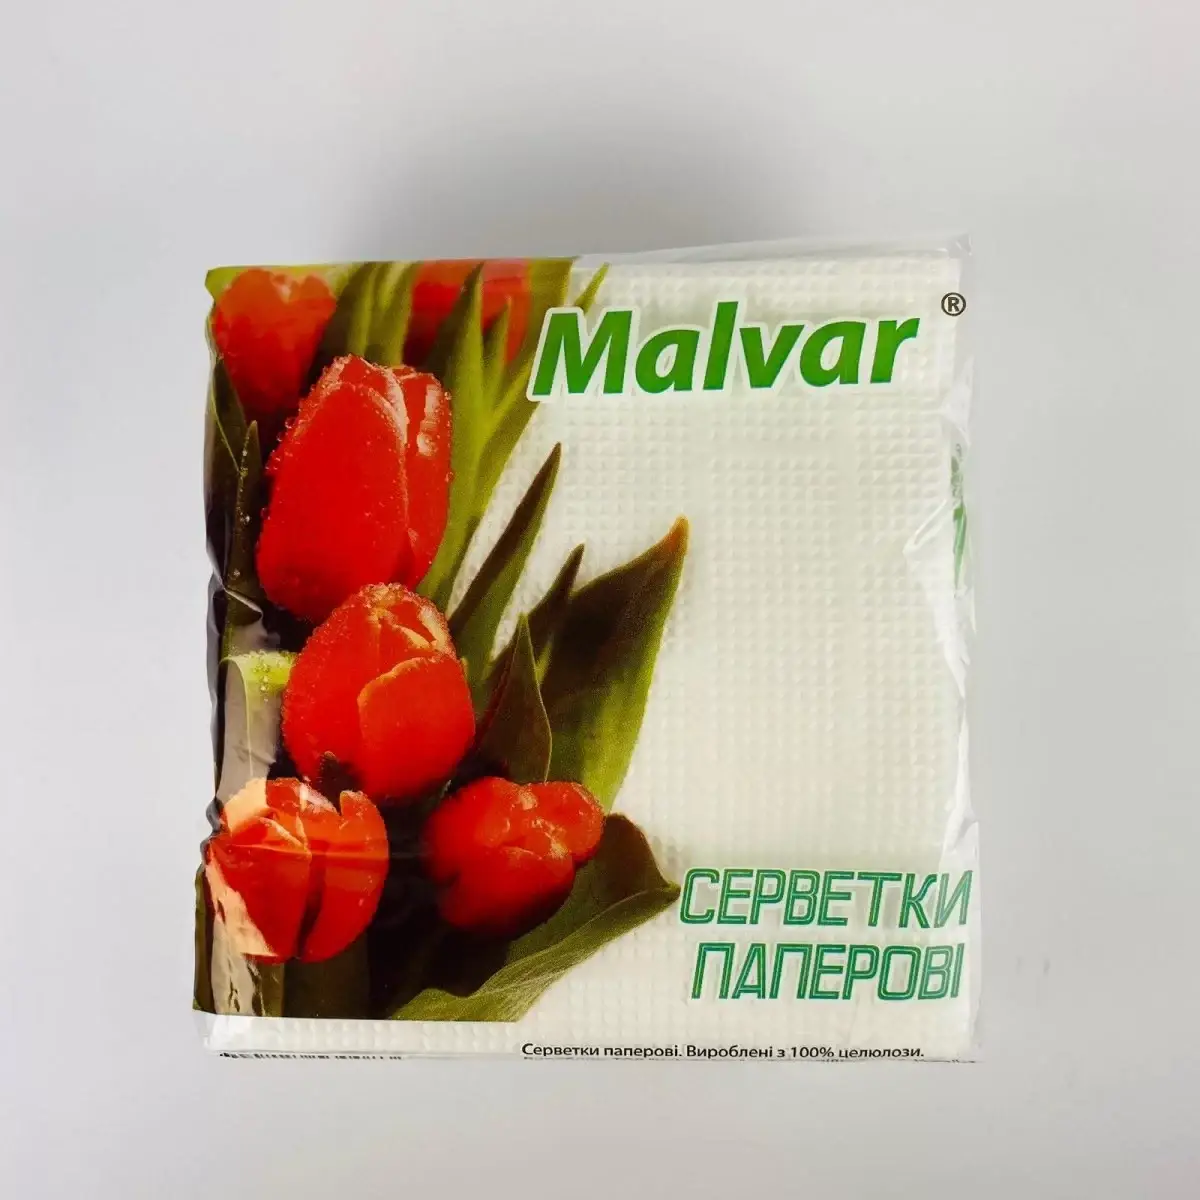 Malvar®
СЕРВЕТКИ
ПАПЕРОВІ
Серветки паперові. Вироблені з 100% целюлози.